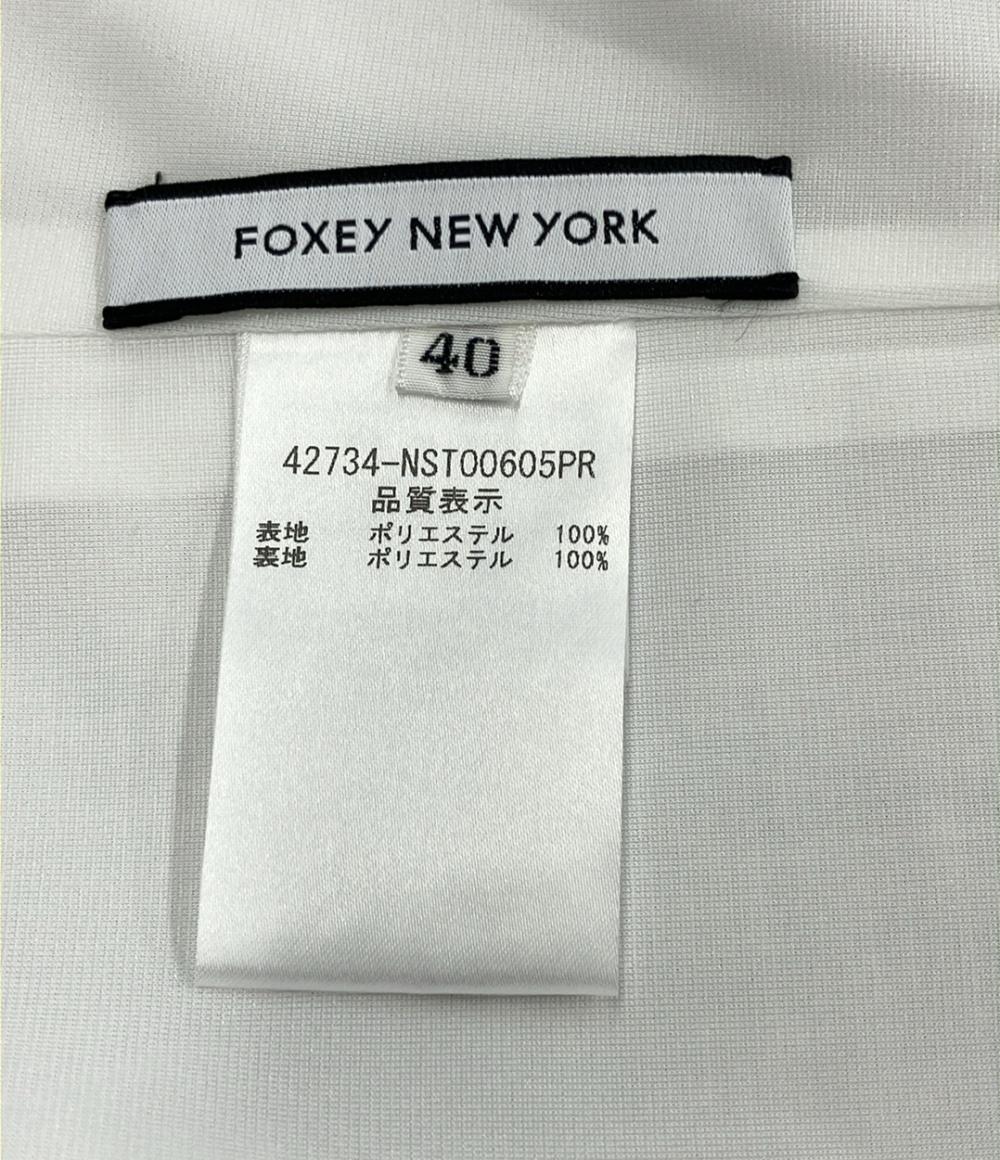 FOXEY NEW YORK
40
42734-NST00605PR
品質表示
表地 ポリエステル 100%
裏地 ポリエステル 100%